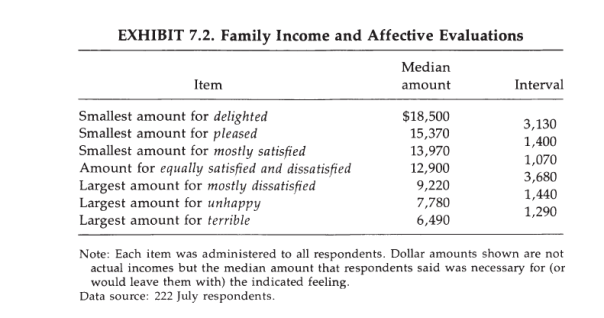 EXHIBIT 7.2. Family Income and Affective Evaluations
Item Median amount Interval
Smallest amount for delighted $18,500
3,130
Smallest amount for pleased 15,370
1,400
Smallest amount for mostly satisfied 13,970
1,070
Amount for equally satisfied and dissatisfied 12,900
3,680
Largest amount for mostly dissatisfied 9,220
1,440
Largest amount for unhappy 7,780
1,290
Largest amount for terrible 6,490
Note: Each item was administered to all respondents. Dollar amounts shown are not
actual incomes but the median amount that respondents said was necessary for (or
would leave them with) the indicated feeling.
Data source: 222 July respondents.